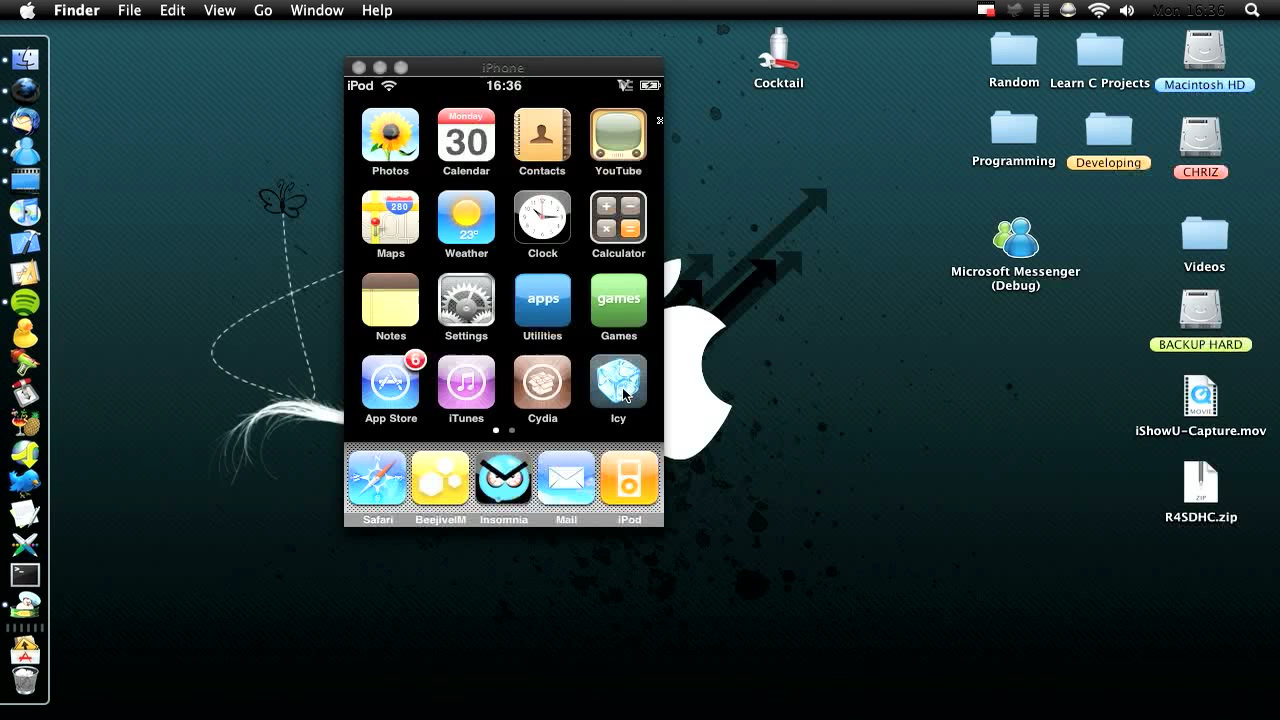 Finder File Edit View Go Window Help
Mon 16:36
iPhone
iPod 16:36
Monday
30
Photos Calendar Contacts YouTube
280
23°
Maps Weather Clock Calculator
apps games
Notes Settings Utilities Games
6
App Store iTunes Cydia Icy
Safari BeejiveIM Insomnia Mail iPod
Cocktail
Random Learn C Projects Macintosh HD
Programming Developing CHRIZ
Microsoft Messenger
(Debug)
Videos
BACKUP HARD
MOVIE
iShowU-Capture.mov
ZIP
R4SDHC.zip